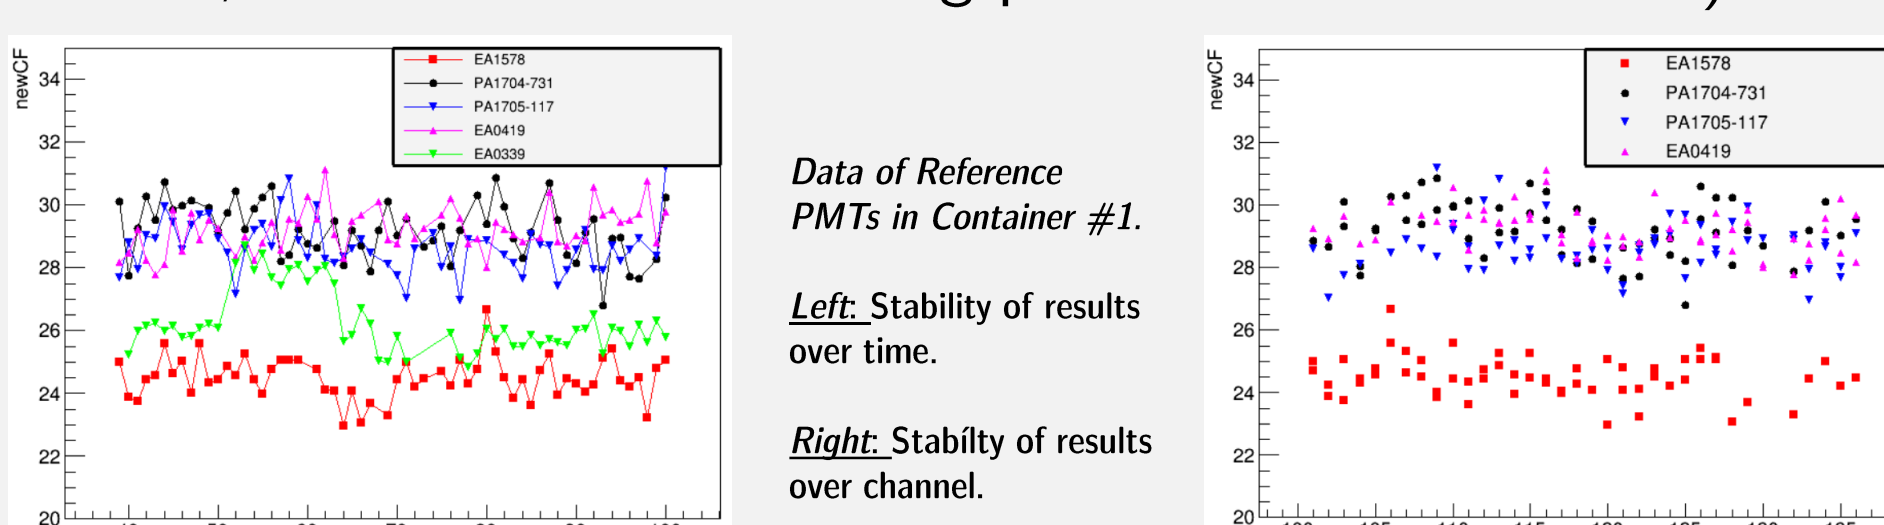 newCF
34
32
30
28
26
24
22
20
EA1578
PA1704-731
PA1705-117
EA0419
EA0339
Data of Reference
PMTs in Container #1.
Left: Stability of results
over time.
Right: Stabílty of results
over channel.
newCF
34
32
30
28
26
24
22
20
EA1578
PA1704-731
PA1705-117
EA0419